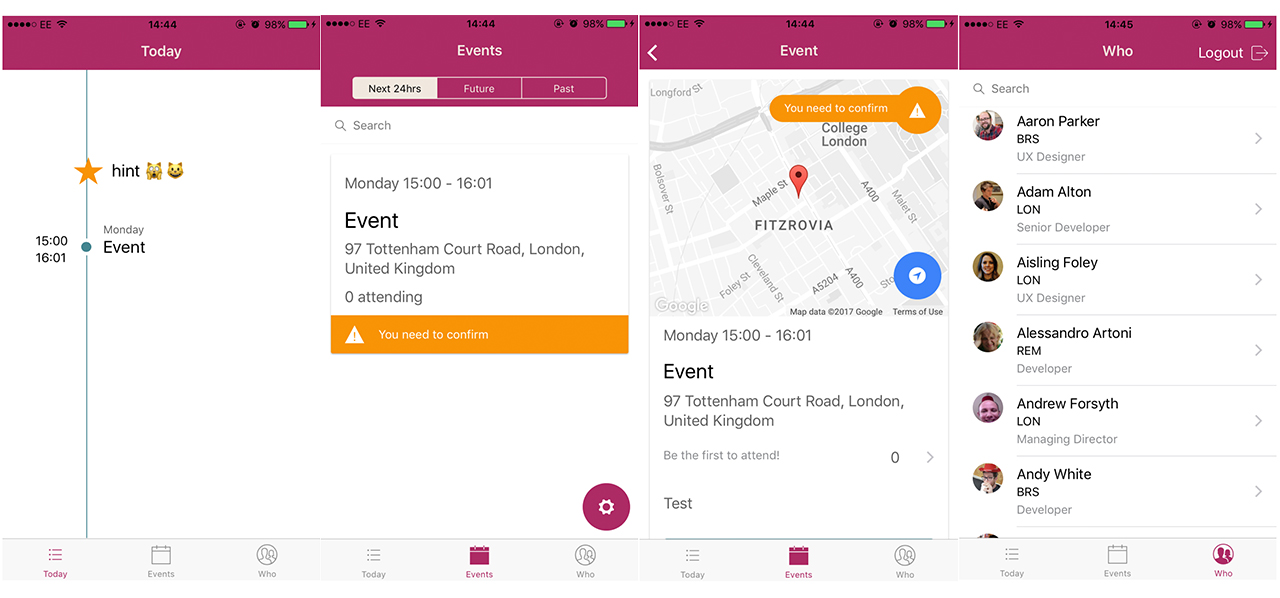 EE 14:44 98%
Today
hint 🙀😺
Monday
15:00
Event
16:01
Today Events Who
EE 14:44 98%
Events
Next 24hrs Future Past
Search
Monday 15:00 - 16:01
Event
97 Tottenham Court Road, London,
United Kingdom
0 attending
You need to confirm
Today Events Who
EE 14:44 98%
Event
Longford St
You need to confirm
College
London
Bolsover St
Maple St
A400
Malet St
FITZROVIA
Cleveland St
Foley St
A5204
A400
Sto
Google
Map data ©2017 Google Terms of Use
Monday 15:00 - 16:01
Event
97 Tottenham Court Road, London,
United Kingdom
Be the first to attend! 0
Test
Today Events Who
EE 14:45 98%
Who Logout
Search
Aaron Parker
BRS
UX Designer
Adam Alton
LON
Senior Developer
Aisling Foley
LON
UX Designer
Alessandro Artoni
REM
Developer
Andrew Forsyth
LON
Managing Director
Andy White
BRS
Developer
Today Events Who